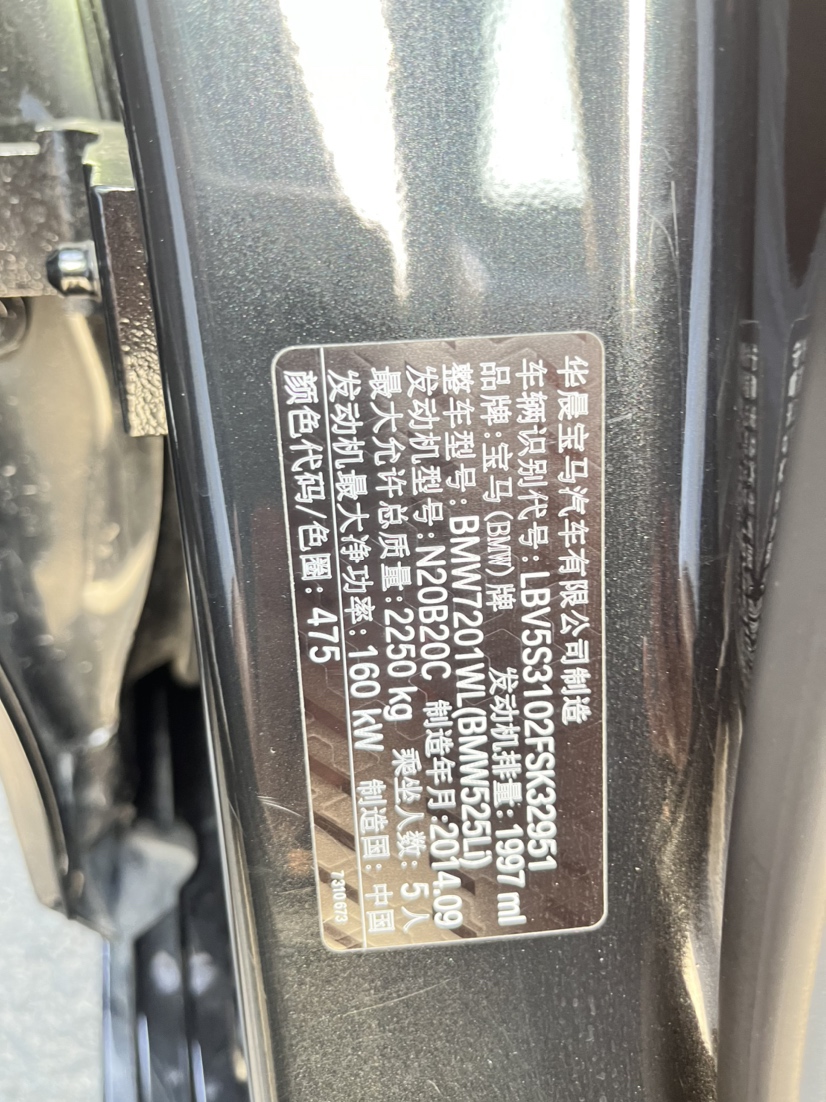 华晨宝马汽车有限公司制造
车辆识别代号: LBV5S3102FSK32951
品牌: 宝马(BMW)牌 发动机排量: 1997 ml
整车型号: BMW7201WL(BMW525Li)
发动机型号: N20B20C 制造年月: 2014.09
最大允许总质量: 2250 kg 乘坐人数: 5 人
发动机最大净功率: 160 kW 制造国: 中国
颜色代码/色圈: 475
7 310 673